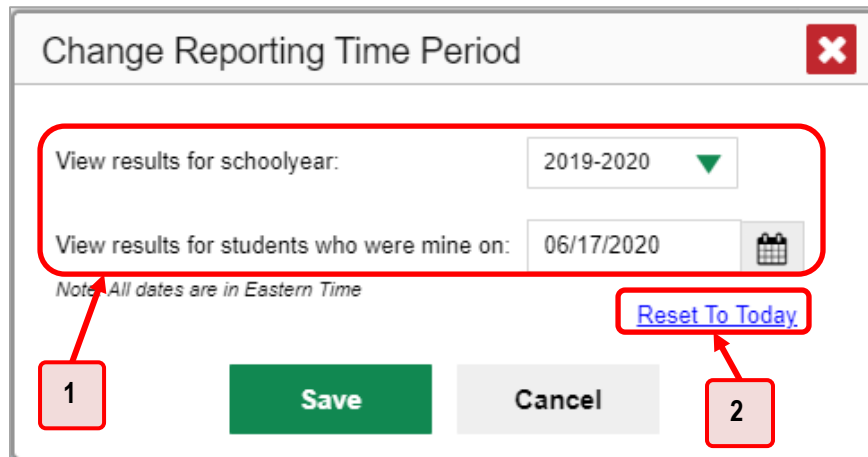 Change Reporting Time Period
View results for schoolyear: 2019-2020
View results for students who were mine on: 06/17/2020
Note: All dates are in Eastern Time
Reset To Today
1 Save Cancel 2